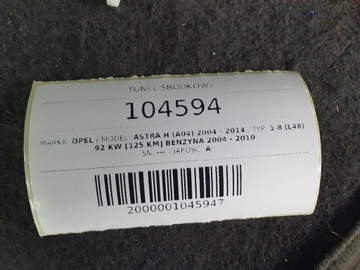 TUNEL ŚRODKOWY
104594
MARKA: OPEL / MODEL: ASTRA H (A04) 2004 - 2014 , TYP: 1.8 (L48)
92 KW [125 KM] BENZYNA 2004 - 2010
SN: --- / JAKOŚĆ: A
2000001045947